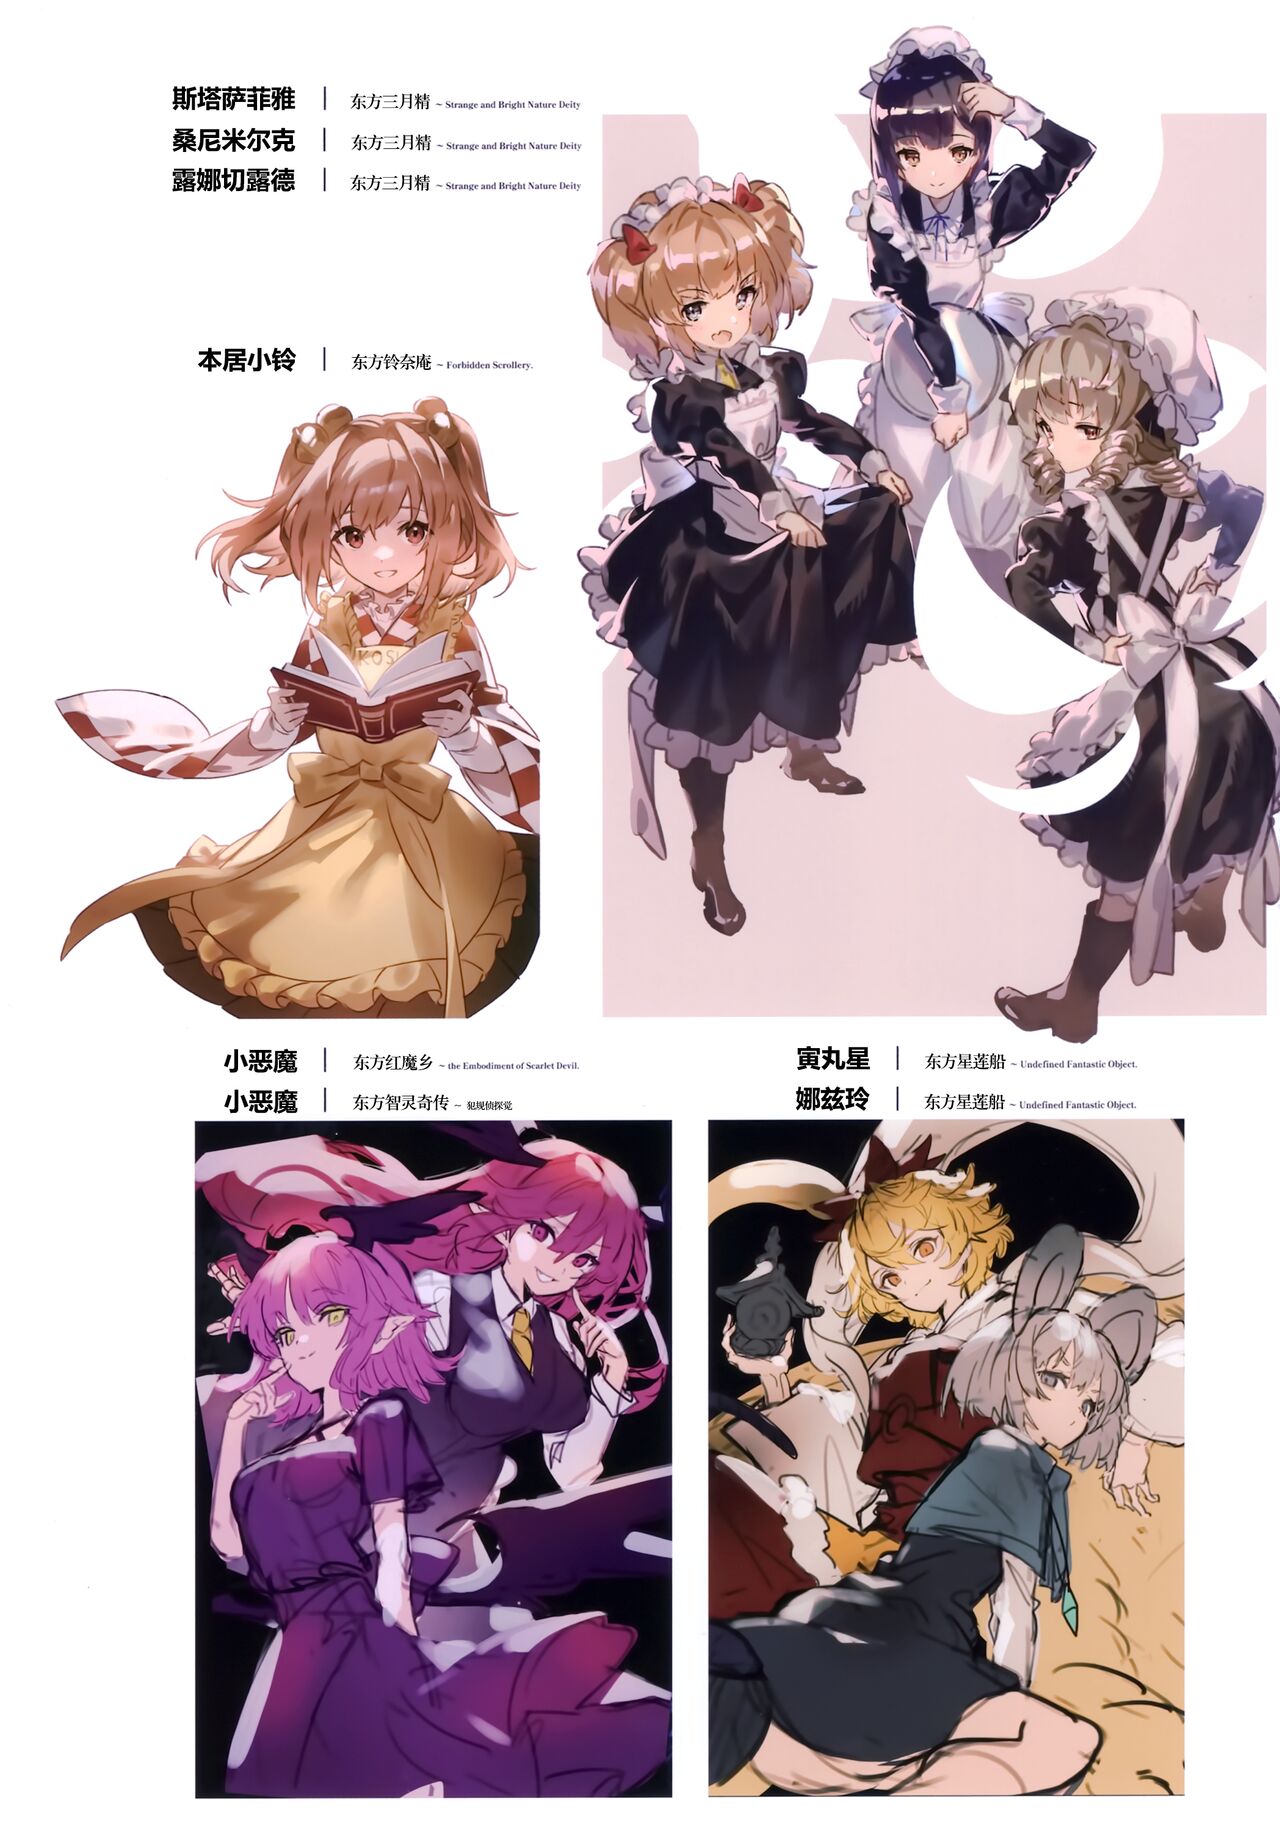 斯塔萨菲雅 | 东方三月精 ~ Strange and Bright Nature Deity
桑尼米尔克 | 东方三月精 ~ Strange and Bright Nature Deity
露娜切露德 | 东方三月精 ~ Strange and Bright Nature Deity
本居小铃 | 东方铃奈庵 ~ Forbidden Scrollery.
KOS
小恶魔 | 东方红魔乡 ~ the Embodiment of Scarlet Devil.
小恶魔 | 东方智灵奇传 ~ 犯规侦探觉
寅丸星 | 东方星莲船 ~ Undefined Fantastic Object.
娜兹玲 | 东方星莲船 ~ Undefined Fantastic Object.